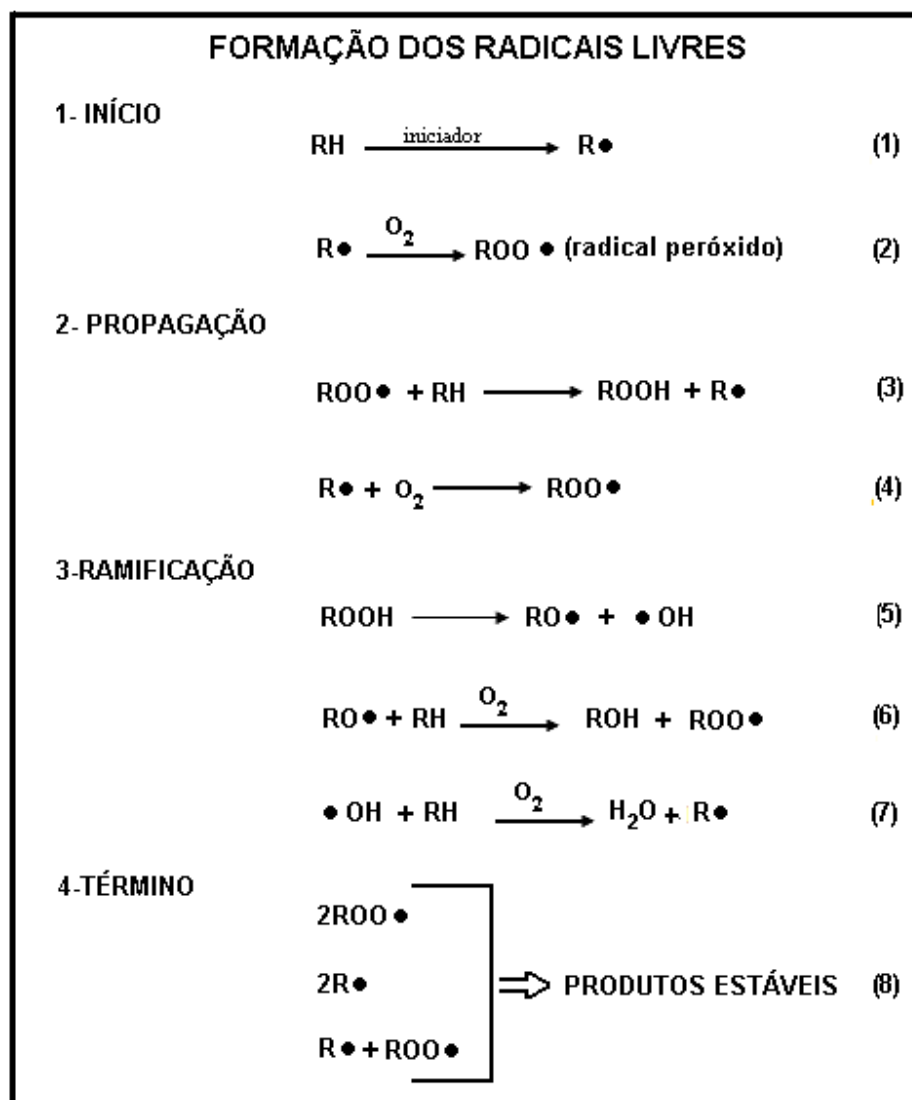 FORMAÇÃO DOS RADICAIS LIVRES
1- INÍCIO
RH iniciador R● (1)
R● O₂ ROO ● (radical peróxido) (2)
2- PROPAGAÇÃO
ROO● + RH ⟶ ROOH + R● (3)
R● + O₂ ⟶ ROO● (4)
3-RAMIFICAÇÃO
ROOH ⟶ RO● + ● OH (5)
RO● + RH O₂ ⟶ ROH + ROO● (6)
● OH + RH O₂ ⟶ H₂O + R● (7)
4-TÉRMINO
2ROO ●
2R● ⇒ PRODUTOS ESTÁVEIS (8)
R● + ROO●